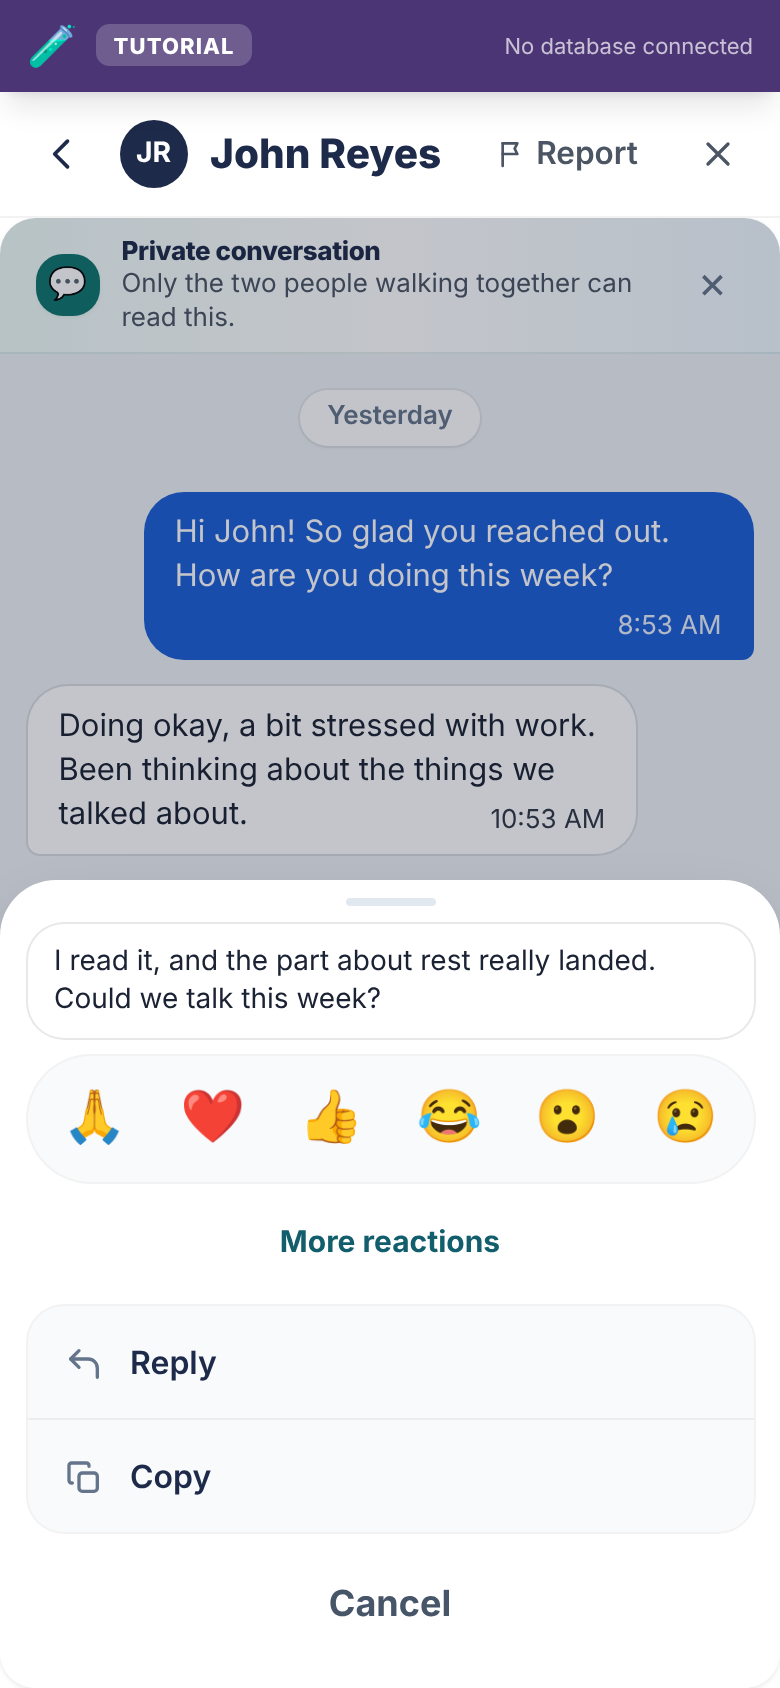 TUTORIAL
No database connected
JR
John Reyes
Report
Private conversation
Only the two people walking together can
read this.
Yesterday
Hi John! So glad you reached out.
How are you doing this week?
8:53 AM
Doing okay, a bit stressed with work.
Been thinking about the things we
talked about.
10:53 AM
I read it, and the part about rest really landed.
Could we talk this week?
More reactions
Reply
Copy
Cancel